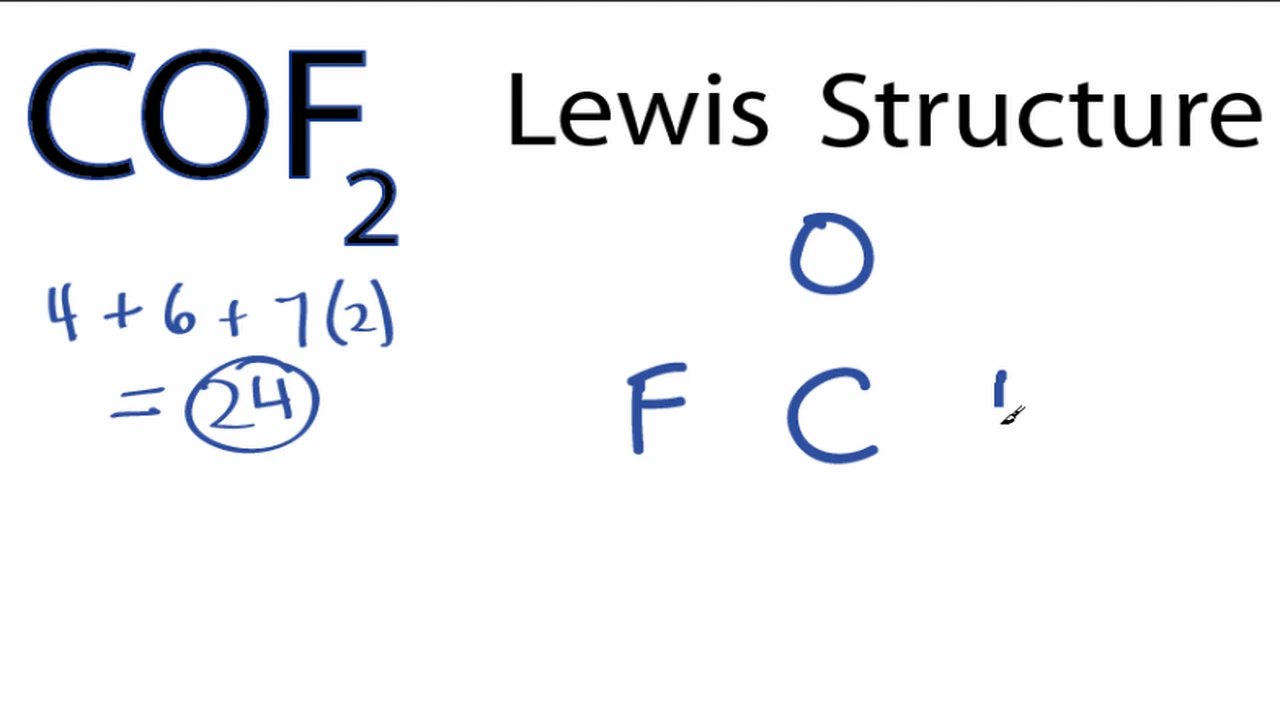 COF2 Lewis Structure
4 + 6 + 7(2)
= 24
O
F C